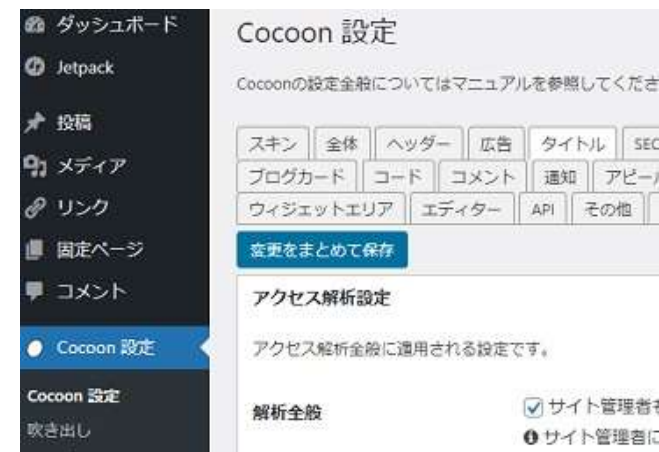 ダッシュボード
Jetpack
投稿
メディア
リンク
固定ページ
コメント
Cocoon 設定
Cocoon 設定
吹き出し
Cocoon 設定
Cocoonの設定全般についてはマニュアルを参照してくださ
スキン 全体 ヘッダー 広告 タイトル SEO
ブログカード コード コメント 通知 アピール
ウィジェットエリア エディター API その他
変更をまとめて保存
アクセス解析設定
アクセス解析全般に適用される設定です。
解析全般 サイト管理者も
サイト管理者に